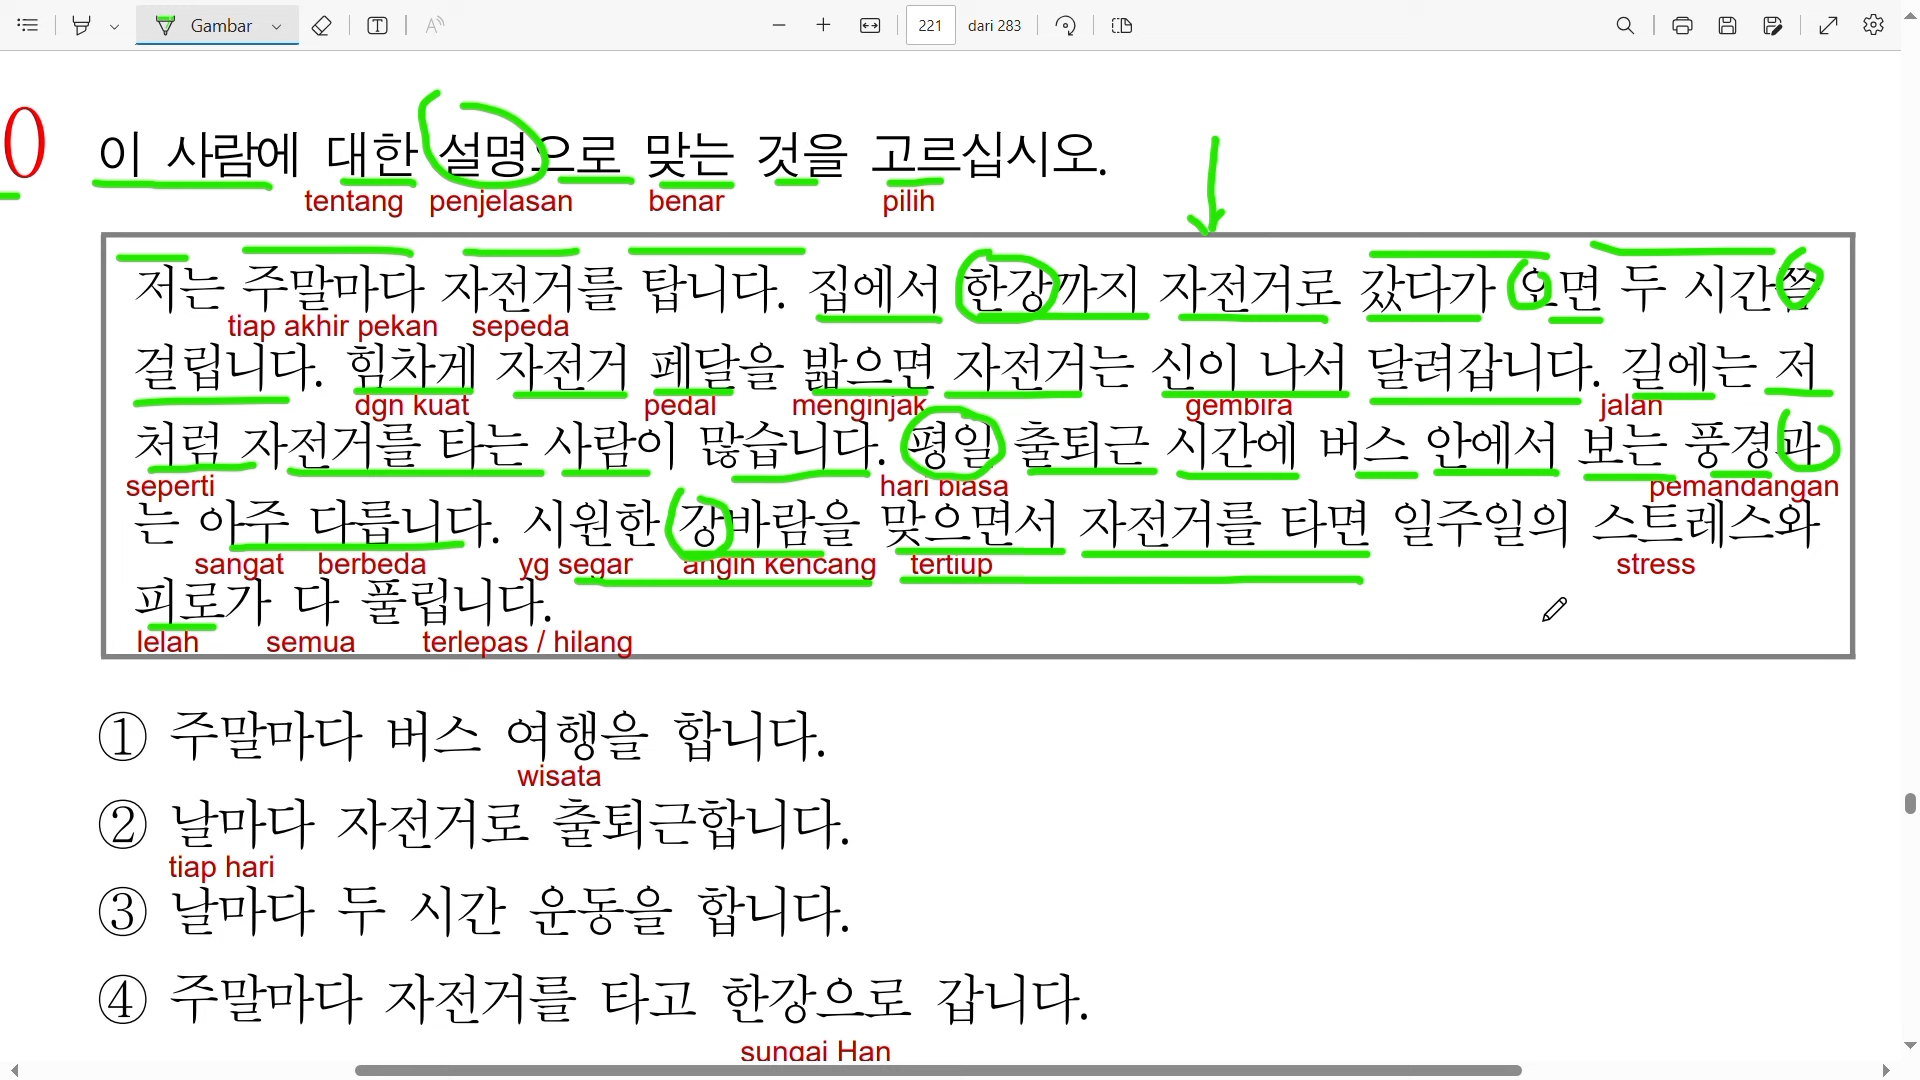 Gambar 221 dari 283
0 이 사람에 대한 설명으로 맞는 것을 고르십시오.
tentang penjelasan benar pilih
저는 주말마다 자전거를 탑니다. 집에서 한강까지 자전거로 갔다가 오면 두 시간쯤
tiap akhir pekan sepeda
걸립니다. 힘차게 자전거 페달을 밟으면 자전거는 신이 나서 달려갑니다. 길에는 저
dgn kuat pedal menginjak gembira jalan
처럼 자전거를 타는 사람이 많습니다. 평일 출퇴근 시간에 버스 안에서 보는 풍경과
seperti hari biasa pemandangan
는 아주 다릅니다. 시원한 강바람을 맞으면서 자전거를 타면 일주일의 스트레스와
sangat berbeda yg segar angin kencang tertiup stress
피로가 다 풀립니다.
lelah semua terlepas / hilang
① 주말마다 버스 여행을 합니다.
wisata
② 날마다 자전거로 출퇴근합니다.
tiap hari
③ 날마다 두 시간 운동을 합니다.
④ 주말마다 자전거를 타고 한강으로 갑니다.
sungai Han